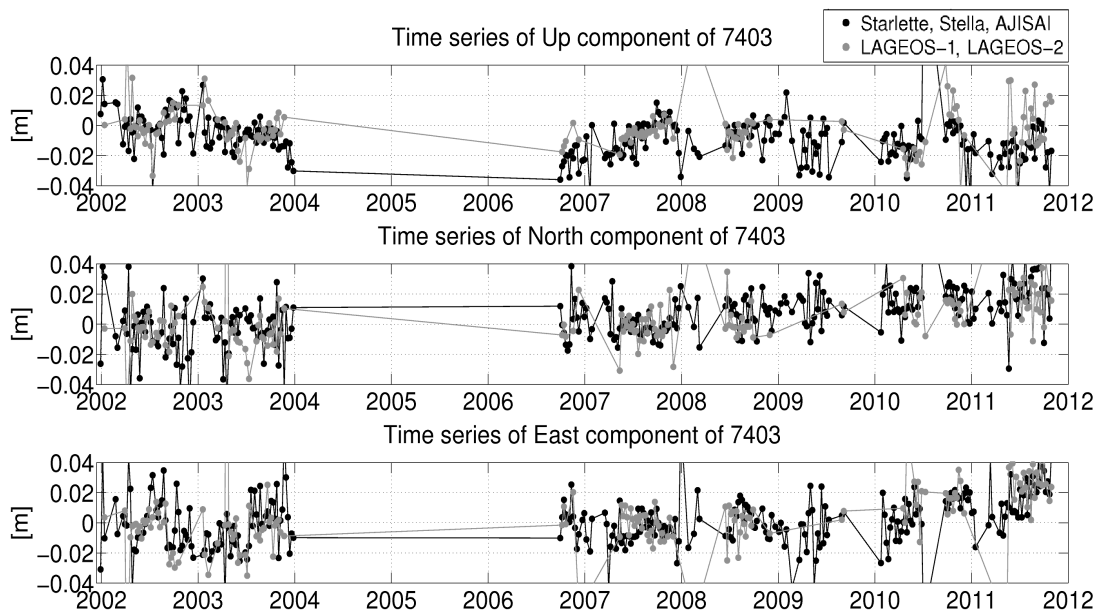 Starlette, Stella, AJISAI
LAGEOS−1, LAGEOS−2
Time series of Up component of 7403
0.04
0.02
0
−0.02
−0.04
[m]
2002 2003 2004 2005 2006 2007 2008 2009 2010 2011 2012
Time series of North component of 7403
0.04
0.02
0
−0.02
−0.04
[m]
2002 2003 2004 2005 2006 2007 2008 2009 2010 2011 2012
Time series of East component of 7403
0.04
0.02
0
−0.02
−0.04
[m]
2002 2003 2004 2005 2006 2007 2008 2009 2010 2011 2012